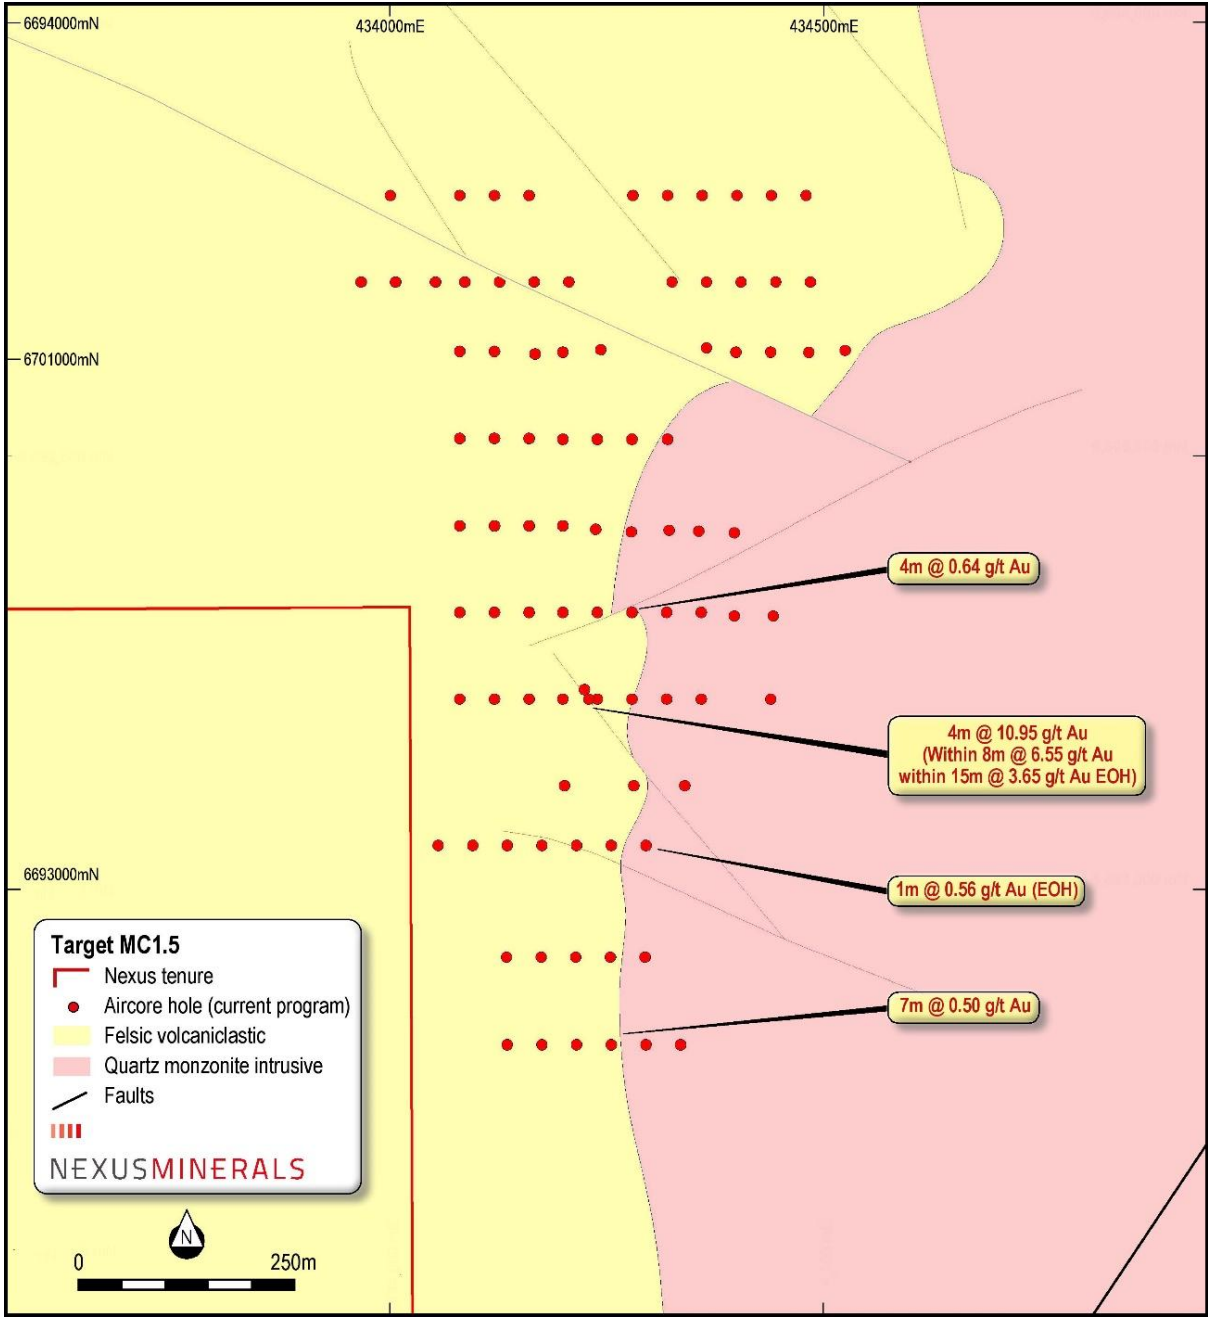 6694000mN
434000mE
434500mE
6701000mN
4m @ 0.64 g/t Au
4m @ 10.95 g/t Au
(Within 8m @ 6.55 g/t Au
within 15m @ 3.65 g/t Au EOH)
6693000mN
1m @ 0.56 g/t Au (EOH)
7m @ 0.50 g/t Au
Target MC1.5
Nexus tenure
Aircore hole (current program)
Felsic volcaniclastic
Quartz monzonite intrusive
Faults
NEXUSMINERALS
N
0
250m